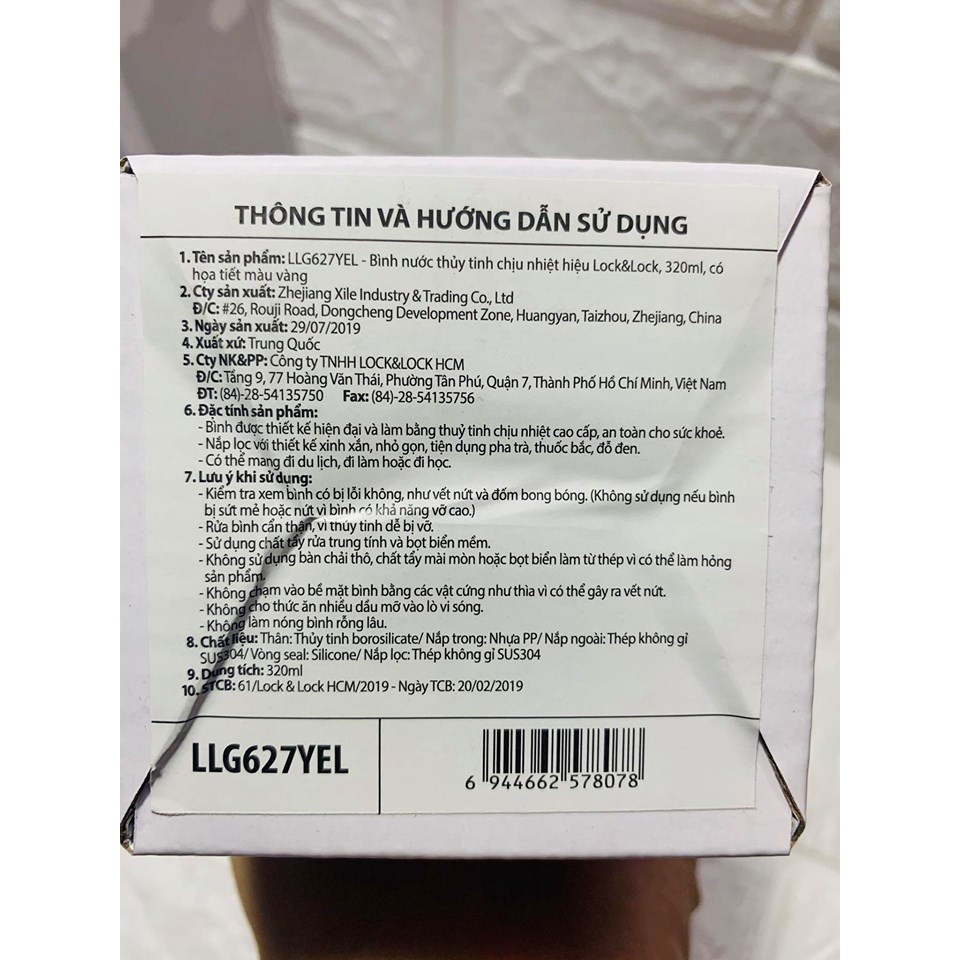 THÔNG TIN VÀ HƯỚNG DẪN SỬ DỤNG
1. Tên sản phẩm: LLG627YEL - Bình nước thủy tinh chịu nhiệt hiệu Lock&Lock, 320ml, có
họa tiết màu vàng
2. Cty sản xuất: Zhejiang Xile Industry & Trading Co., Ltd
Đ/C: #26, Rouji Road, Dongcheng Development Zone, Huangyan, Taizhou, Zhejiang, China
3. Ngày sản xuất: 29/07/2019
4. Xuất xứ: Trung Quốc
5. Cty NK&PP: Công ty TNHH LOCK&LOCK HCM
Đ/C: Tầng 9, 77 Hoàng Văn Thái, Phường Tân Phú, Quận 7, Thành Phố Hồ Chí Minh, Việt Nam
ĐT: (84)-28-54135750 Fax: (84)-28-54135756
6. Đặc tính sản phẩm:
- Bình được thiết kế hiện đại và làm bằng thuỷ tinh chịu nhiệt cao cấp, an toàn cho sức khoẻ.
- Nắp lọc với thiết kế xinh xắn, nhỏ gọn, tiện dụng pha trà, thuốc bắc, đỗ đen.
- Có thể mang đi du lịch, đi làm hoặc đi học.
7. Lưu ý khi sử dụng:
- Kiểm tra xem bình có bị lỗi không, như vết nứt và đốm bong bóng. (Không sử dụng nếu bình
bị sứt mẻ hoặc nứt vì bình có khả năng vỡ cao.)
- Rửa bình cẩn thận, vì thủy tinh dễ bị vỡ.
- Sử dụng chất tẩy rửa trung tính và bọt biển mềm.
- Không sử dụng bàn chải thô, chất tẩy mài mòn hoặc bọt biển làm từ thép vì có thể làm hỏng
sản phẩm.
- Không chạm vào bề mặt bình bằng các vật cứng như thìa vì có thể gây ra vết nứt.
- Không cho thức ăn nhiều dầu mỡ vào lò vi sóng.
- Không làm nóng bình rỗng lâu.
8. Chất liệu: Thân: Thủy tinh borosilicate/ Nắp trong: Nhựa PP/ Nắp ngoài: Thép không gỉ
SUS304/ Vòng seal: Silicone/ Nắp lọc: Thép không gỉ SUS304
9. Dung tích: 320ml
10. STCB: 61/Lock & Lock HCM/2019 - Ngày TCB: 20/02/2019
LLG627YEL
6 944662 578078